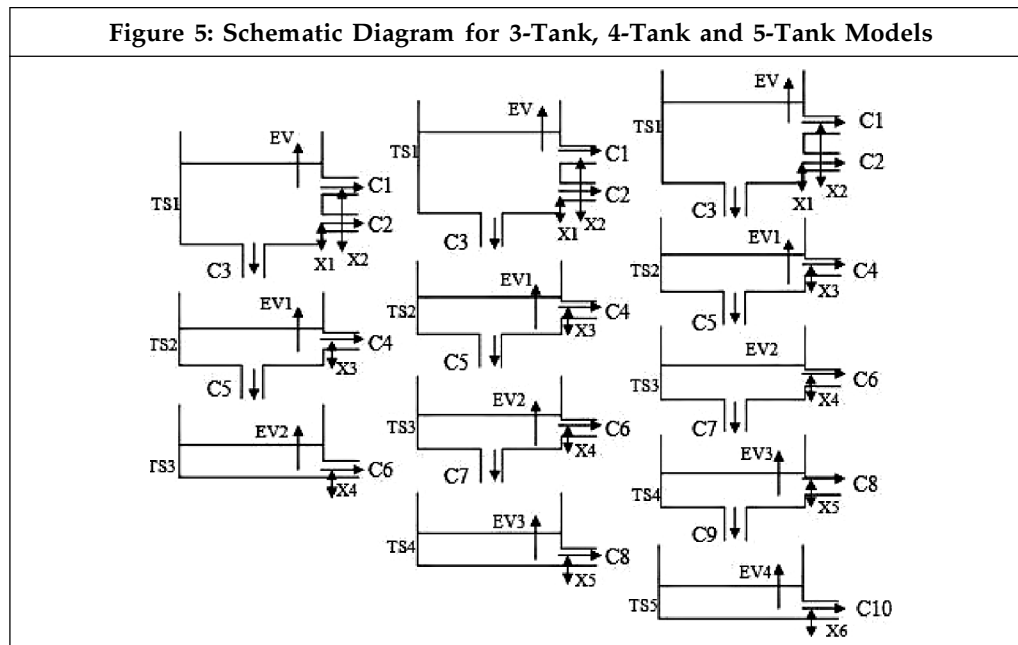 Figure 5: Schematic Diagram for 3-Tank, 4-Tank and 5-Tank Models
EV
TS1
C1
C2
X1
X2
C3
EV1
TS2
C4
X3
C5
EV2
TS3
C6
X4
EV
TS1
C1
C2
X1
X2
C3
EV1
TS2
C4
X3
C5
EV2
TS3
C6
X4
C7
EV3
TS4
C8
X5
EV
TS1
C1
C2
X1
X2
C3
EV1
TS2
C4
X3
C5
EV2
TS3
C6
X4
C7
EV3
TS4
C8
X5
C9
EV4
TS5
C10
X6